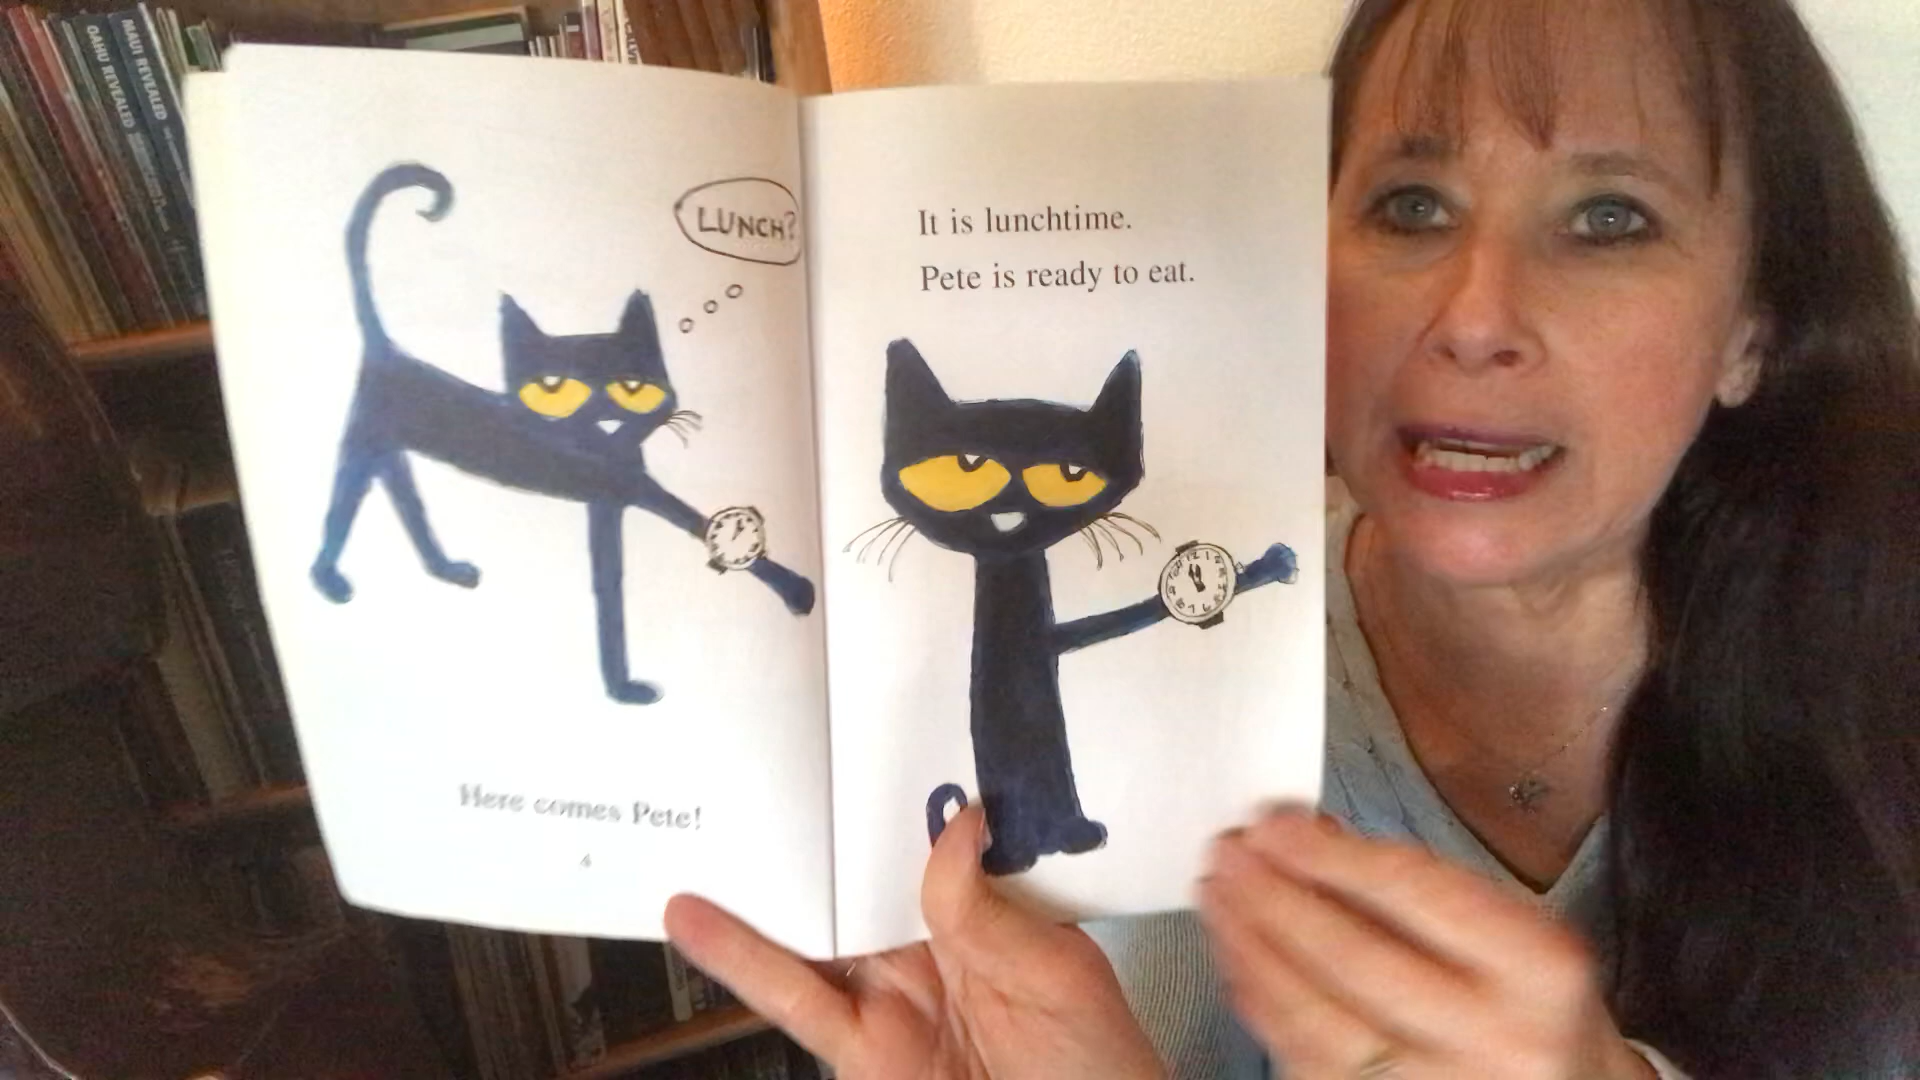 OAHU REVEALED
MAUI REVEALED
LUNCH?
Here comes Pete!
4
It is lunchtime.
Pete is ready to eat.